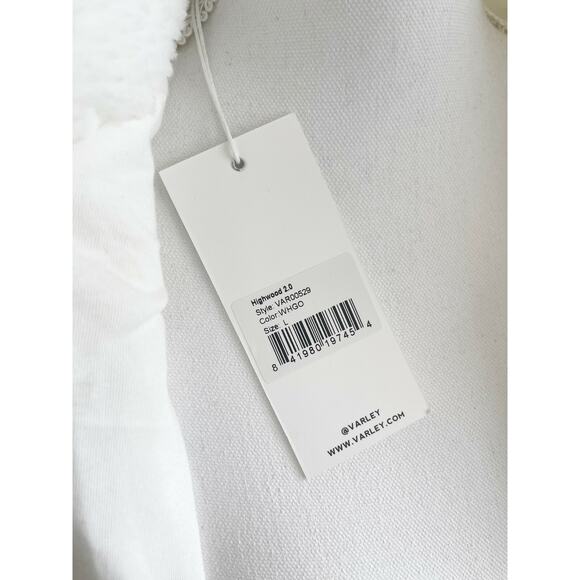 Highwood 2.0
Style: VAR00529
Color:WHGO
Size: L
8 41980 19745 4
@VARLEY
WWW.VARLEY.COM